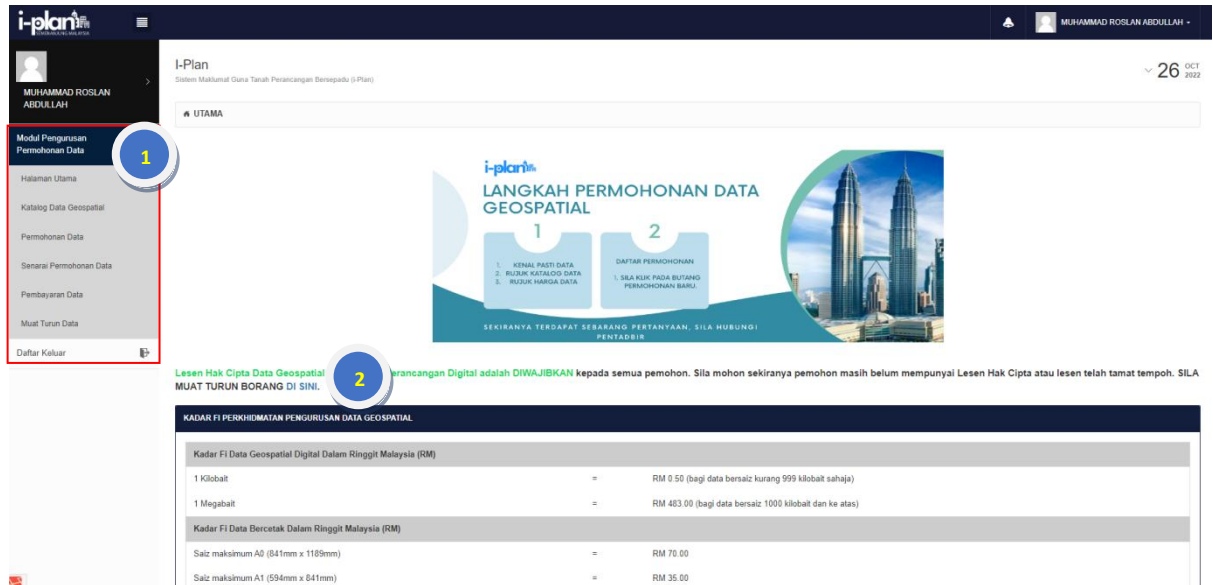 i-plan
MUHAMMAD ROSLAN ABDULLAH
MUHAMMAD ROSLAN
ABDULLAH
I-Plan
Sistem Maklumat Guna Tanah Perancangan Bersepadu (I-Plan)
26 OCT 2022
UTAMA
Modul Pengurusan
Permohonan Data
1
Halaman Utama
Katalog Data Geospatial
Permohonan Data
Senarai Permohonan Data
Pembayaran Data
Muat Turun Data
Daftar Keluar
i-plan
LANGKAH PERMOHONAN DATA
GEOSPATIAL
1
1. KENAL PASTI DATA
2. RUJUK KATALOG DATA
3. RUJUK HARGA DATA
2
DAFTAR PERMOHONAN
1. SILA KLIK PADA BUTANG
PERMOHONAN BARU.
SEKIRANYA TERDAPAT SEBARANG PERTANYAAN, SILA HUBUNGI
PENTADBIR
Lesen Hak Cipta Data Geospatial 2 erancangan Digital adalah DIWAJIBKAN kepada semua pemohon. Sila mohon sekiranya pemohon masih belum mempunyai Lesen Hak Cipta atau lesen telah tamat tempoh. SILA
MUAT TURUN BORANG DI SINI.
KADAR FI PERKHIDMATAN PENGURUSAN DATA GEOSPATIAL
Kadar Fi Data Geospatial Digital Dalam Ringgit Malaysia (RM)
1 Kilobait = RM 0.50 (bagi data bersaiz kurang 999 kilobait sahaja)
1 Megabait = RM 483.00 (bagi data bersaiz 1000 kilobait dan ke atas)
Kadar Fi Data Bercetak Dalam Ringgit Malaysia (RM)
Saiz maksimum A0 (841mm x 1189mm) = RM 70.00
Saiz maksimum A1 (594mm x 841mm) = RM 35.00